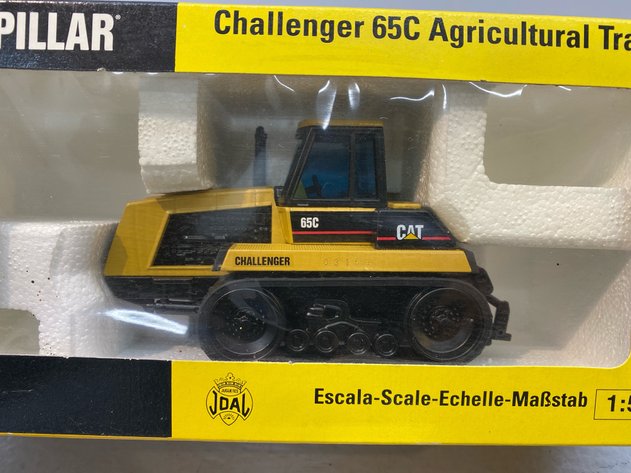 PILLAR®
Challenger 65C Agricultural Tra
65C
CAT
CHALLENGER
JOAL
Escala-Scale-Echelle-Maßstab
1:5